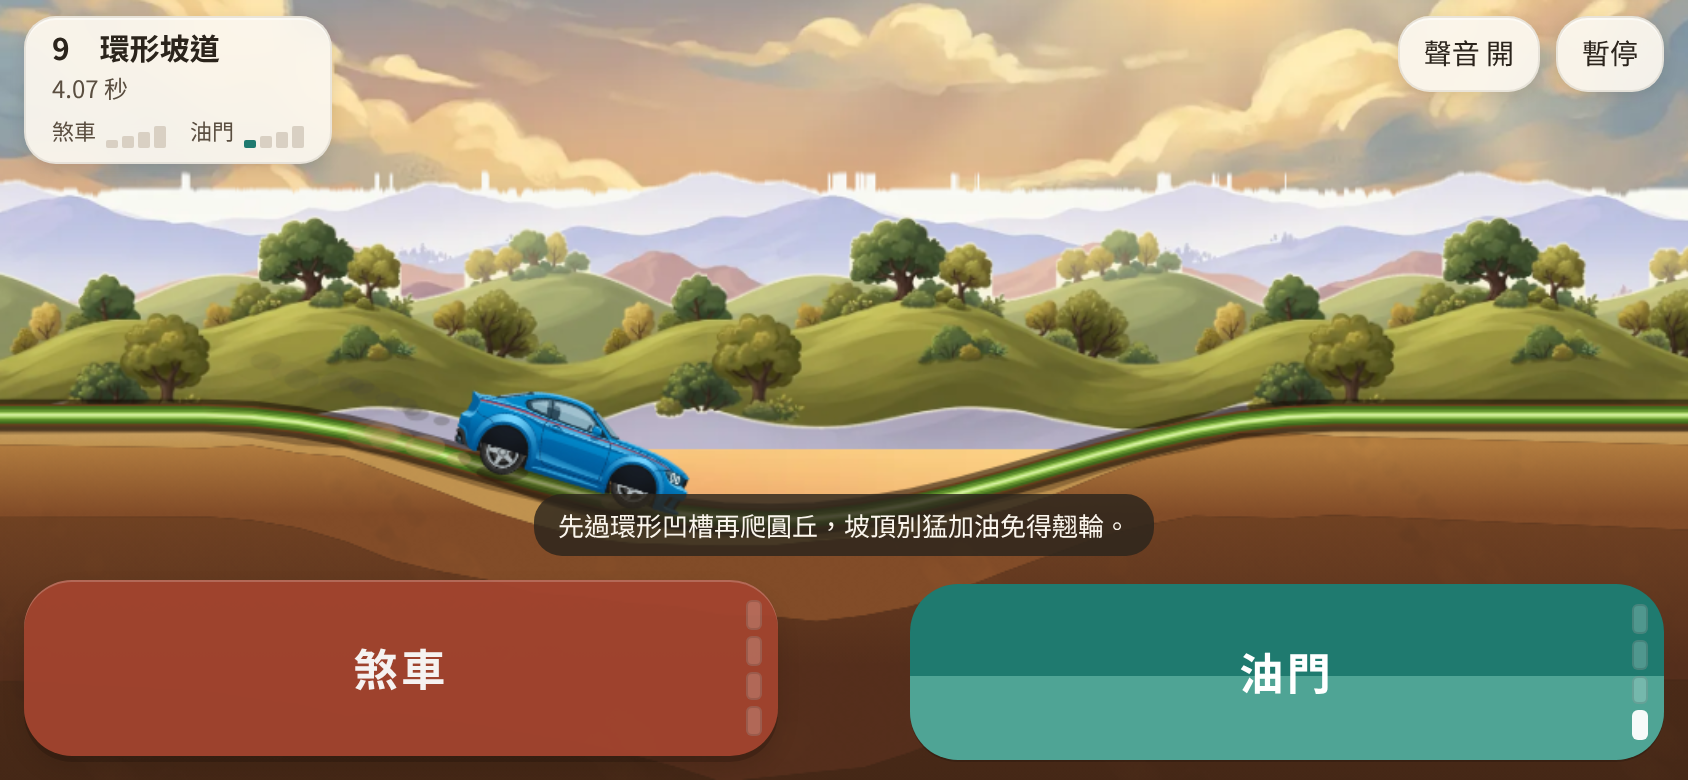 9 環形坡道
4.07 秒
煞車 油門
聲音 開
暫停
先過環形凹槽再爬圓丘，坡頂別猛加油免得翹輪。
煞車
油門